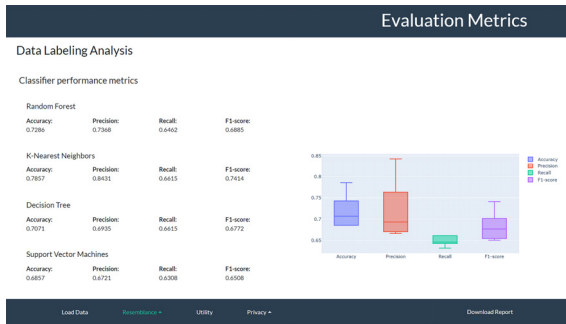 Evaluation Metrics
Data Labeling Analysis
Classifier performance metrics
Random Forest
Accuracy: Precision: Recall: F1-score:
0.7286 0.7368 0.6462 0.6885
K-Nearest Neighbors
Accuracy: Precision: Recall: F1-score:
0.7857 0.8431 0.6615 0.7414
Decision Tree
Accuracy: Precision: Recall: F1-score:
0.7071 0.6935 0.6615 0.6772
Support Vector Machines
Accuracy: Precision: Recall: F1-score:
0.6857 0.6721 0.6308 0.6508
0.85
0.8
0.75
0.7
0.65
Accuracy Precision Recall F1-score
Accuracy
Precision
Recall
F1-score
Load Data Resemblance Utility Privacy Download Report